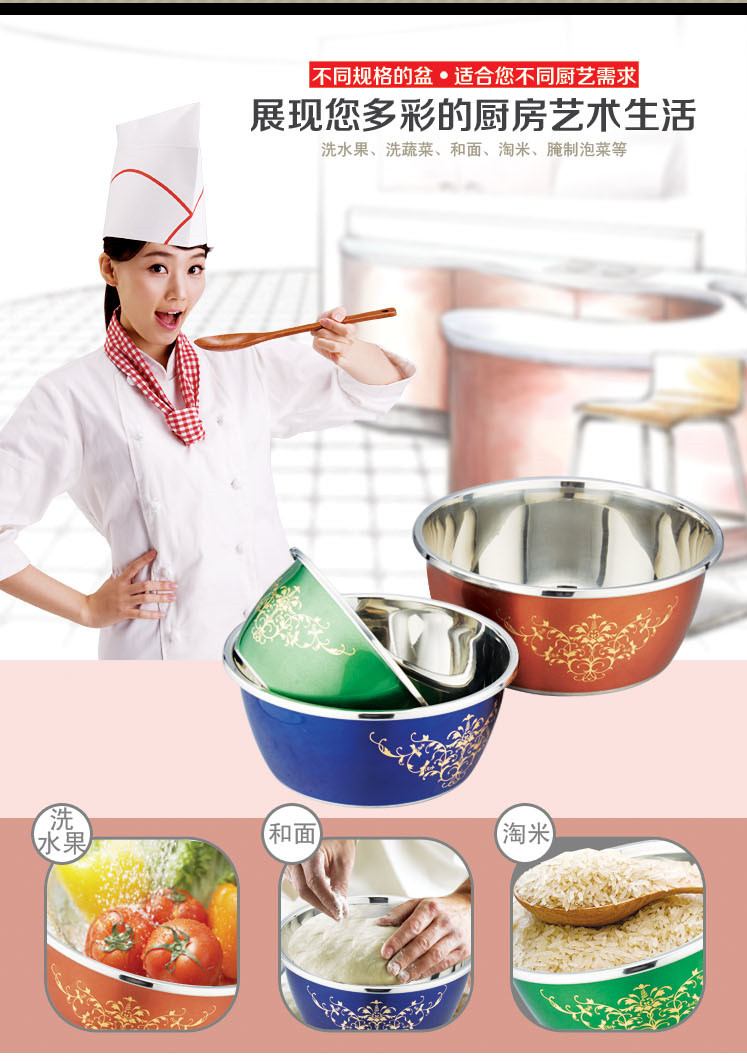 不同规格的盆•适合您不同厨艺需求
展现您多彩的厨房艺术生活
洗水果、洗蔬菜、和面、淘米、腌制泡菜等
洗
水果
和面
淘米